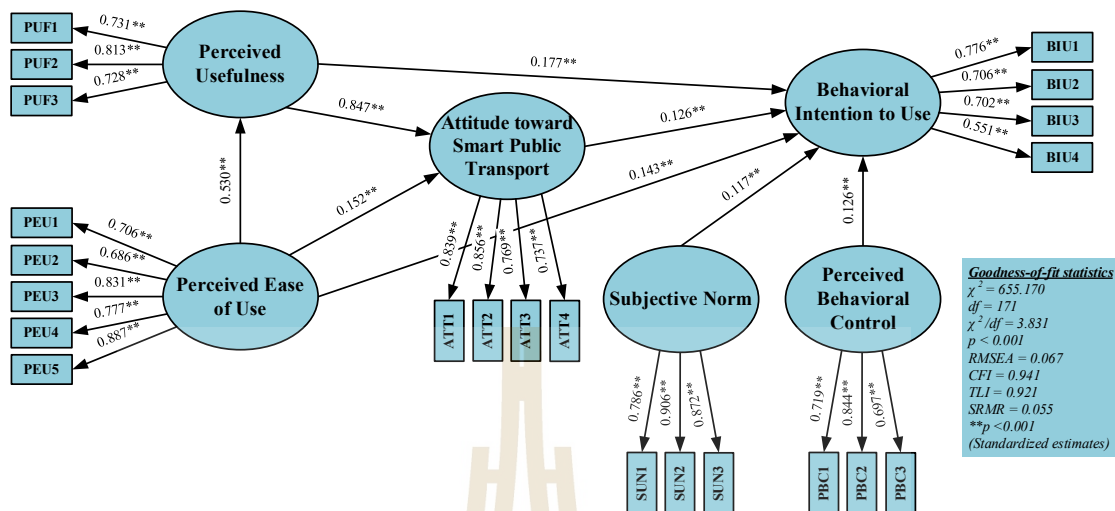 PUF1
PUF2
PUF3
0.731**
0.813**
0.728**
Perceived
Usefulness
0.177**
0.847**
0.530**
Attitude toward
Smart Public
Transport
0.126**
0.143**
0.152**
Behavioral
Intention to Use
0.776**
0.706**
0.702**
0.551**
BIU1
BIU2
BIU3
BIU4
PEU1
PEU2
PEU3
PEU4
PEU5
0.706**
0.686**
0.831**
0.777**
0.887**
Perceived Ease
of Use
0.839**
0.856**
0.769**
0.737**
ATT1
ATT2
ATT3
ATT4
0.117**
0.126**
Subjective Norm
0.786**
0.906**
0.872**
SUN1
SUN2
SUN3
Perceived
Behavioral
Control
0.719**
0.844**
0.697**
PBC1
PBC2
PBC3
Goodness-of-fit statistics
χ² = 655.170
df = 171
χ²/df = 3.831
p < 0.001
RMSEA = 0.067
CFI = 0.941
TLI = 0.921
SRMR = 0.055
**p <0.001
(Standardized estimates)